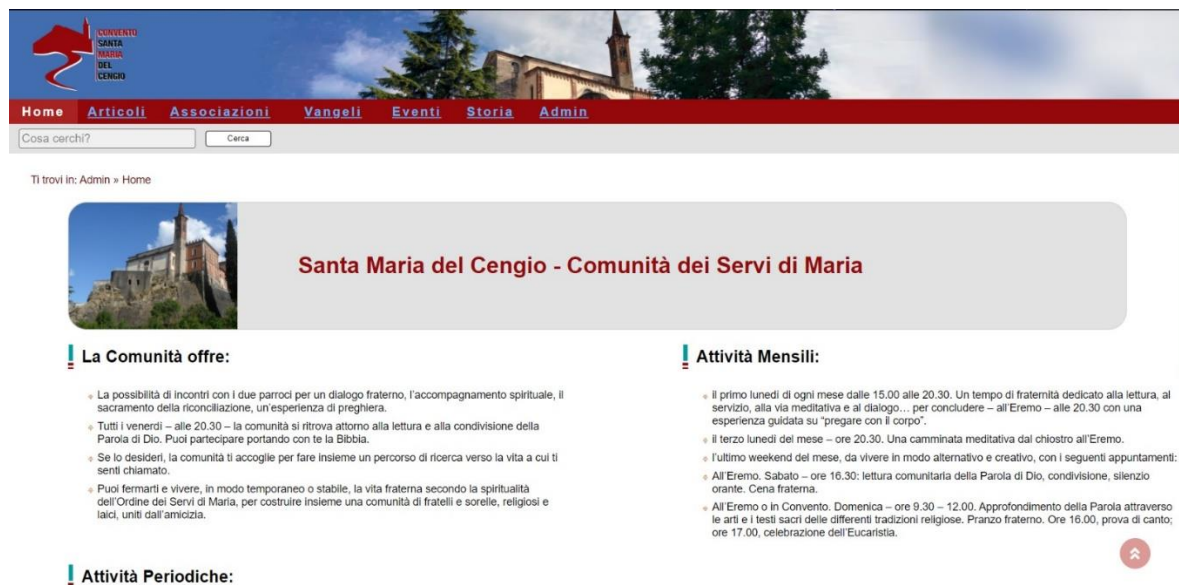 CONVENTO
SANTA
MARIA
DEL
CENGIO
Home Articoli Associazioni Vangeli Eventi Storia Admin
Cosa cerchi? Cerca
Ti trovi in: Admin » Home
Santa Maria del Cengio - Comunità dei Servi di Maria
La Comunità offre:
La possibilità di incontri con i due parroci per un dialogo fraterno, l'accompagnamento spirituale, il
sacramento della riconciliazione, un'esperienza di preghiera.
Tutti i venerdì – alle 20.30 – la comunità si ritrova attorno alla lettura e alla condivisione della
Parola di Dio. Puoi partecipare portando con te la Bibbia.
Se lo desideri, la comunità ti accoglie per fare insieme un percorso di ricerca verso la vita a cui ti
senti chiamato.
Puoi fermarti e vivere, in modo temporaneo o stabile, la vita fraterna secondo la spiritualità
dell'Ordine dei Servi di Maria, per costruire insieme una comunità di fratelli e sorelle, religiosi e
laici, uniti dall'amicizia.
Attività Mensili:
il primo lunedì di ogni mese dalle 15.00 alle 20.30. Un tempo di fraternità dedicato alla lettura, al
servizio, alla via meditativa e al dialogo… per concludere – all'Eremo – alle 20.30 con una
esperienza guidata su “pregare con il corpo”.
il terzo lunedì del mese – ore 20.30. Una camminata meditativa dal chiostro all'Eremo.
l'ultimo weekend del mese, da vivere in modo alternativo e creativo, con i seguenti appuntamenti:
All'Eremo. Sabato – ore 16.30: lettura comunitaria della Parola di Dio, condivisione, silenzio
orante. Cena fraterna.
All'Eremo o in Convento. Domenica – ore 9.30 – 12.00. Approfondimento della Parola attraverso
le arti e i testi sacri delle differenti tradizioni religiose. Pranzo fraterno. Ore 16.00, prova di canto;
ore 17.00, celebrazione dell'Eucaristia.
Attività Periodiche: